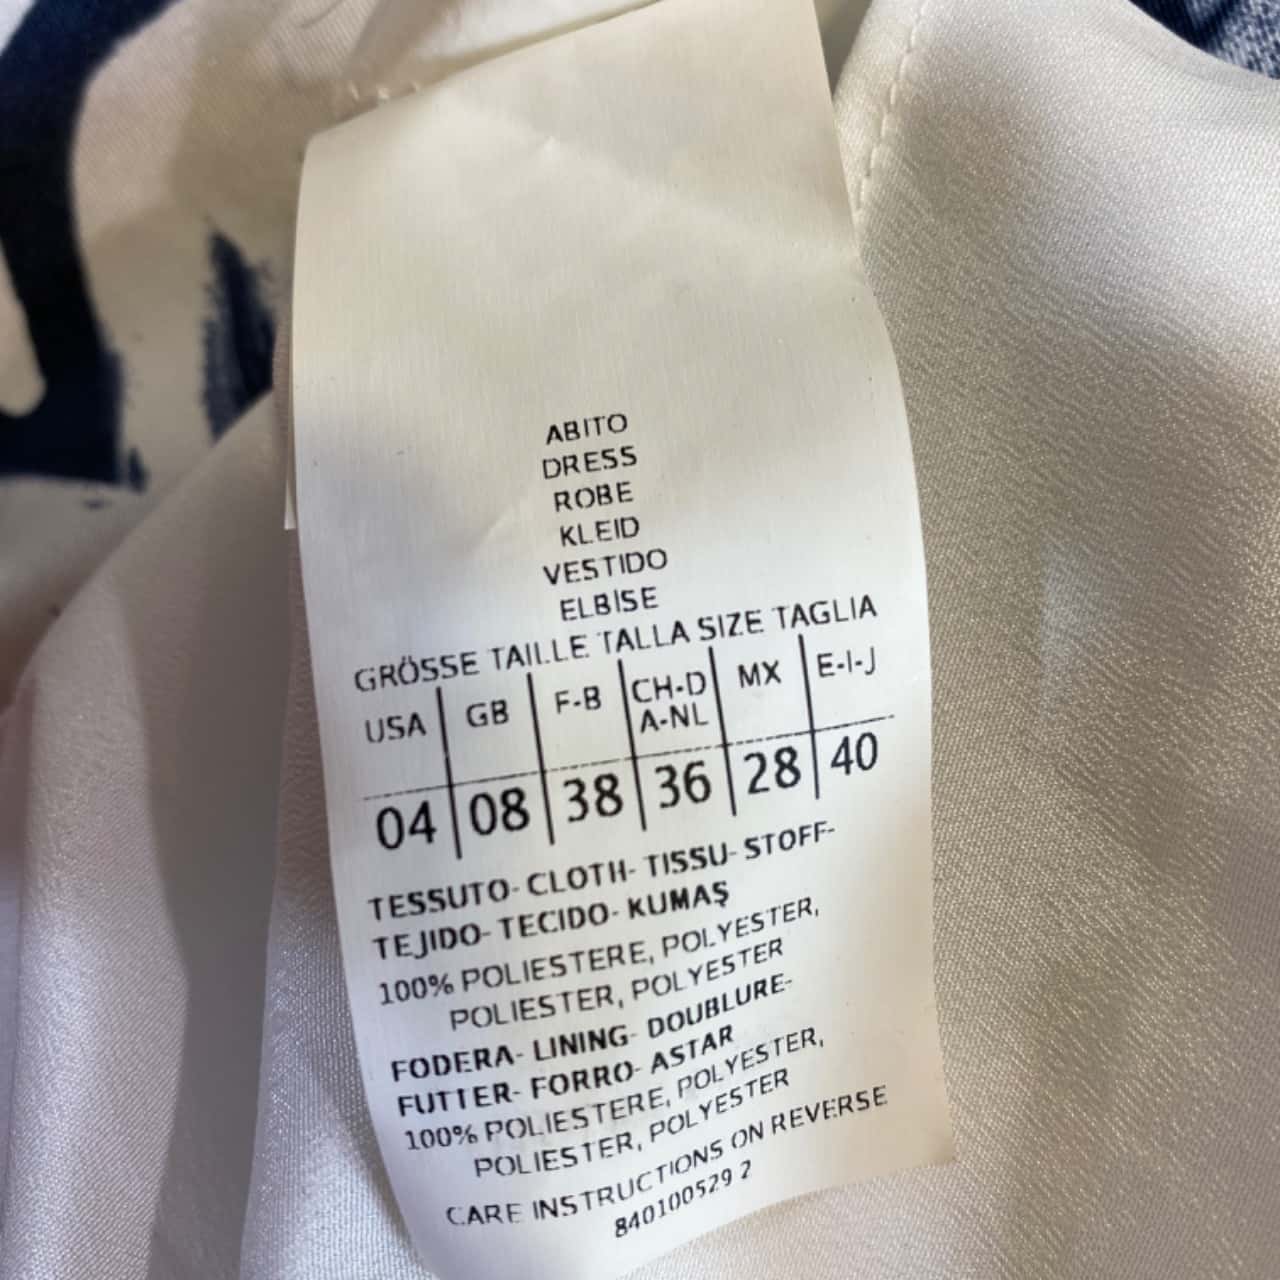 ABITO
DRESS
ROBE
KLEID
VESTIDO
ELBİSE
GRÖSSE TAILLE TALLA SIZE TAGLIA
USA GB F-B CH-D A-NL MX E-I-J
04 08 38 36 28 40
TESSUTO- CLOTH- TISSU- STOFF-
TEJIDO- TECIDO- KUMAŞ
100% POLIESTERE, POLYESTER,
POLIESTER, POLYESTER
FODERA- LINING- DOUBLURE-
FUTTER- FORRO- ASTAR
100% POLIESTERE, POLYESTER,
POLIESTER, POLYESTER
CARE INSTRUCTIONS ON REVERSE
840100529 2